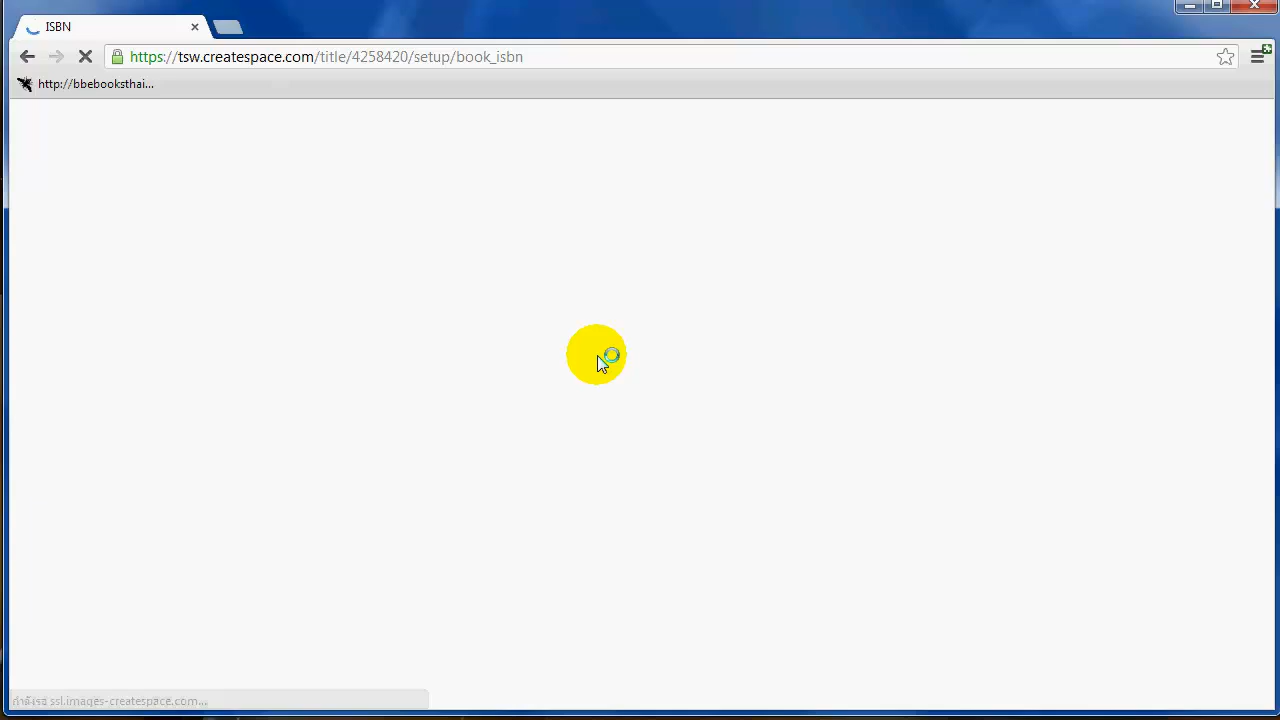 ISBN
https://tsw.createspace.com/title/4258420/setup/book_isbn
http://bbebooksthai...
ssl.images-createspace.com...